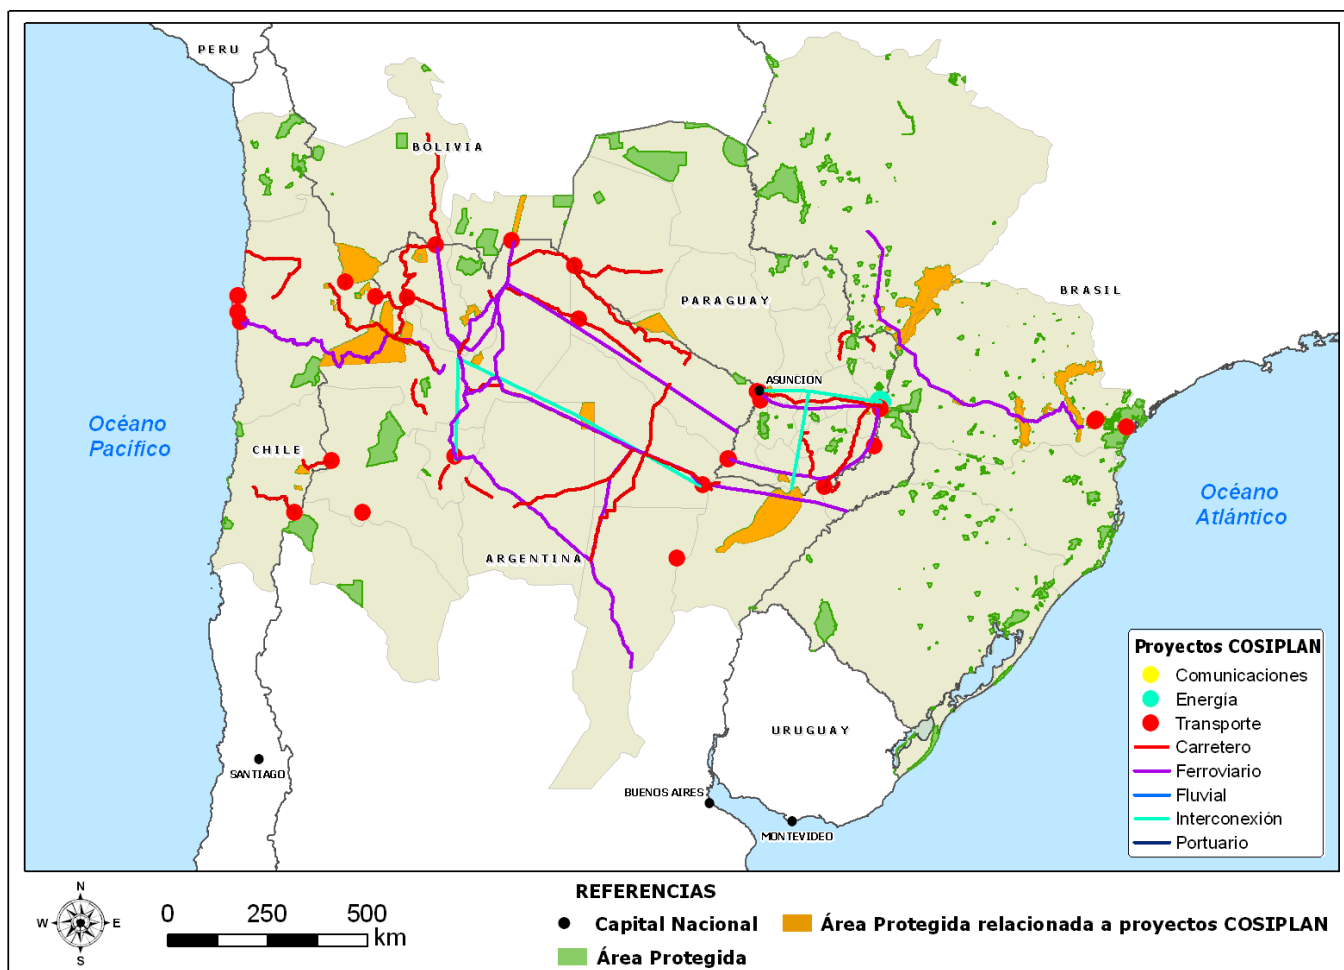 PERU
BOLIVIA
PARAGUAY
BRASIL
ASUNCION
Océano
Pacífico
CHILE
Océano
Atlántico
ARGENTINA
URUGUAY
SANTIAGO
BUENOS AIRES
MONTEVIDEO
Proyectos COSIPLAN
Comunicaciones
Energía
Transporte
Carretero
Ferroviario
Fluvial
Interconexión
Portuario
N
W
E
S
0 250 500
km
REFERENCIAS
Capital Nacional
Área Protegida relacionada a proyectos COSIPLAN
Área Protegida